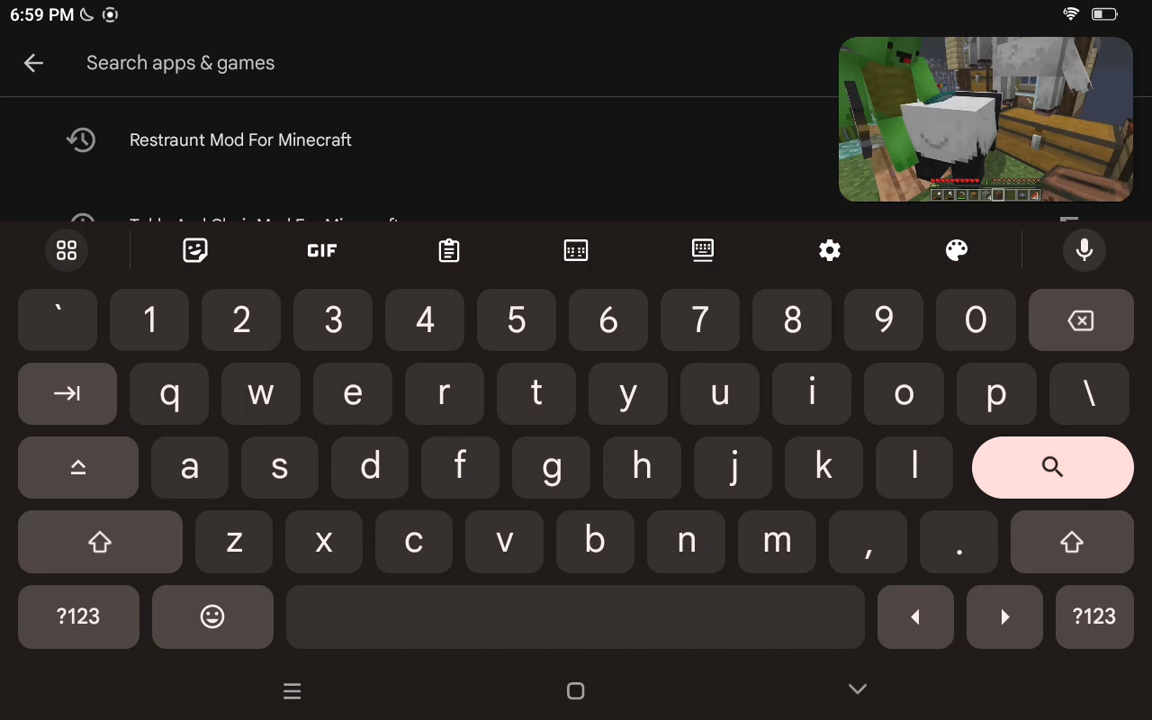 6:59 PM
Search apps & games
Restraunt Mod For Minecraft
GIF
` 1 2 3 4 5 6 7 8 9 0
q w e r t y u i o p \
a s d f g h j k l
z x c v b n m , .
?123 ?123